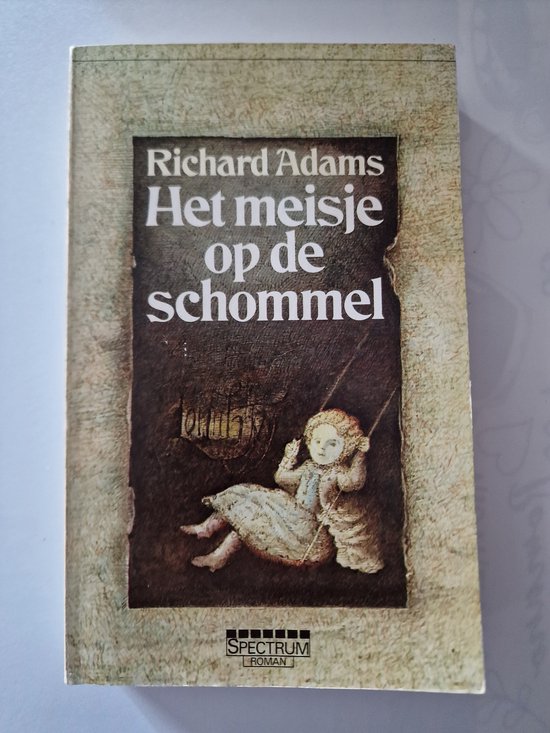 Richard Adams
Het meisje
op de
schommel
SPECTRUM
ROMAN